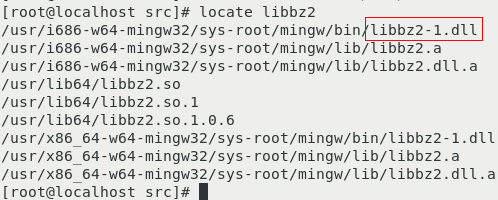 [root@localhost src]# locate libbz2
/usr/i686-w64-mingw32/sys-root/mingw/bin/libbz2-1.dll
/usr/i686-w64-mingw32/sys-root/mingw/lib/libbz2.a
/usr/i686-w64-mingw32/sys-root/mingw/lib/libbz2.dll.a
/usr/lib64/libbz2.so
/usr/lib64/libbz2.so.1
/usr/lib64/libbz2.so.1.0.6
/usr/x86_64-w64-mingw32/sys-root/mingw/bin/libbz2-1.dll
/usr/x86_64-w64-mingw32/sys-root/mingw/lib/libbz2.a
/usr/x86_64-w64-mingw32/sys-root/mingw/lib/libbz2.dll.a
[root@localhost src]#